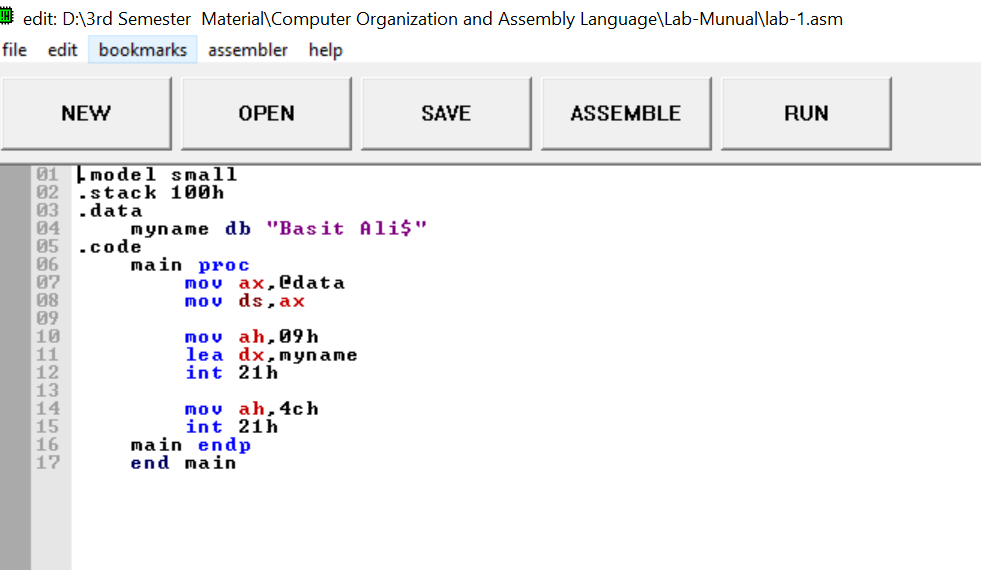 edit: D:\3rd Semester  Material\Computer Organization and Assembly Language\Lab-Munual\lab-1.asm
file edit bookmarks assembler help
NEW OPEN SAVE ASSEMBLE RUN
01 .model small
02 .stack 100h
03 .data
04     myname db "Basit Ali$"
05 .code
06     main proc
07         mov ax,@data
08         mov ds,ax
09
10         mov ah,09h
11         lea dx,myname
12         int 21h
13
14         mov ah,4ch
15         int 21h
16     main endp
17     end main